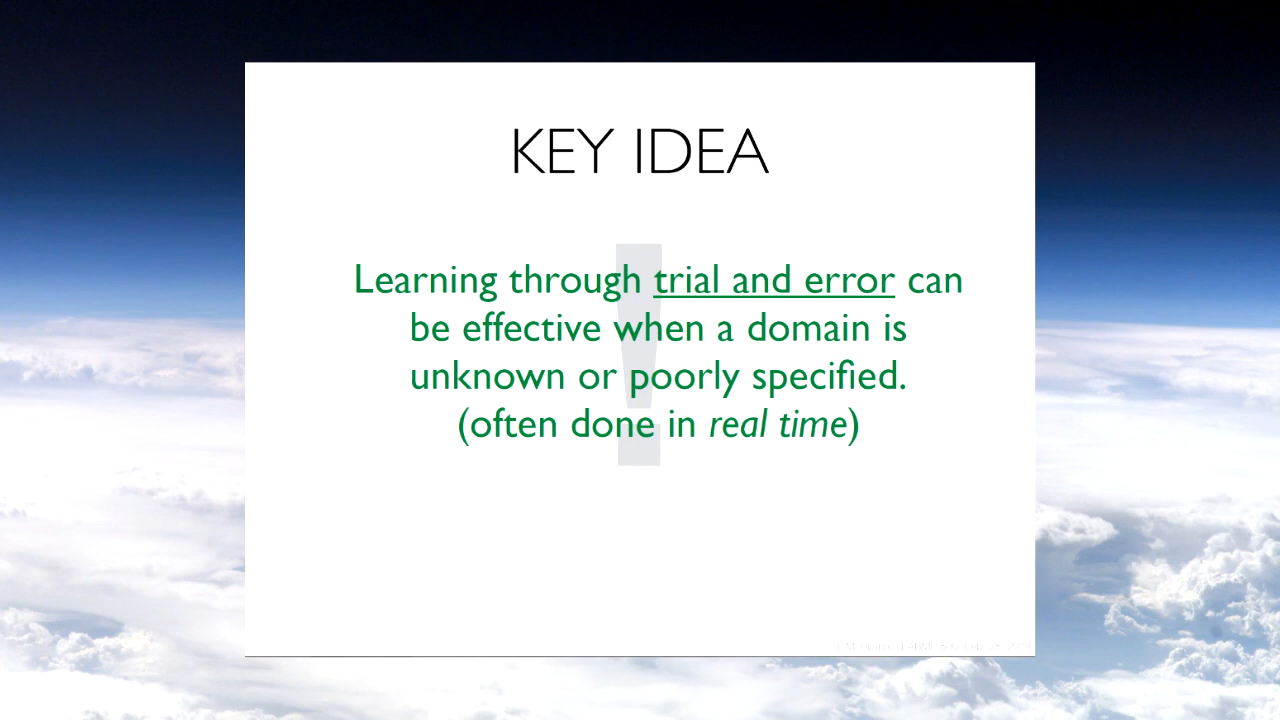 KEY IDEA
Learning through trial and error can
be effective when a domain is
unknown or poorly specified.
(often done in real time)
!